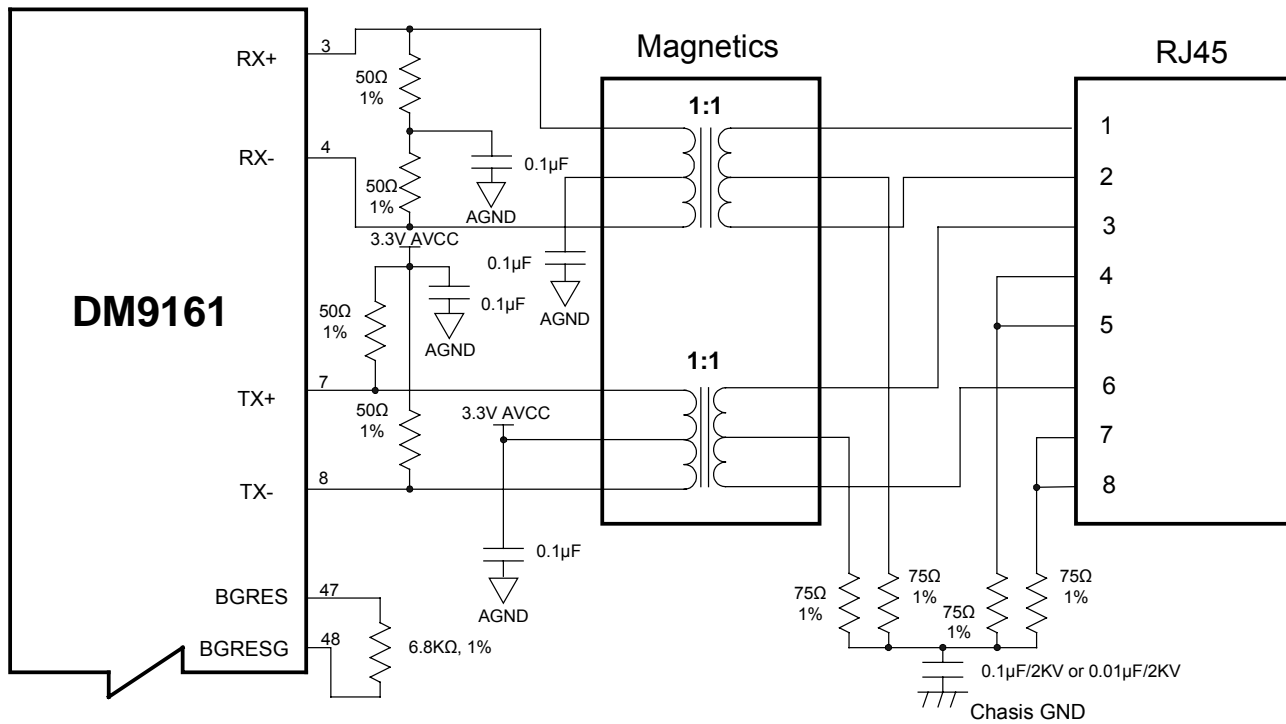 Magnetics
RJ45
DM9161
RX+
3
50Ω
1%
RX-
4
50Ω
1%
0.1µF
AGND
3.3V AVCC
0.1µF
AGND
0.1µF
AGND
50Ω
1%
TX+
7
50Ω
1%
TX-
8
3.3V AVCC
0.1µF
AGND
BGRES
47
BGRESG
48
6.8KΩ, 1%
1:1
1:1
1
2
3
4
5
6
7
8
75Ω
1%
75Ω
1%
75Ω
1%
75Ω
1%
0.1µF/2KV or 0.01µF/2KV
Chasis GND